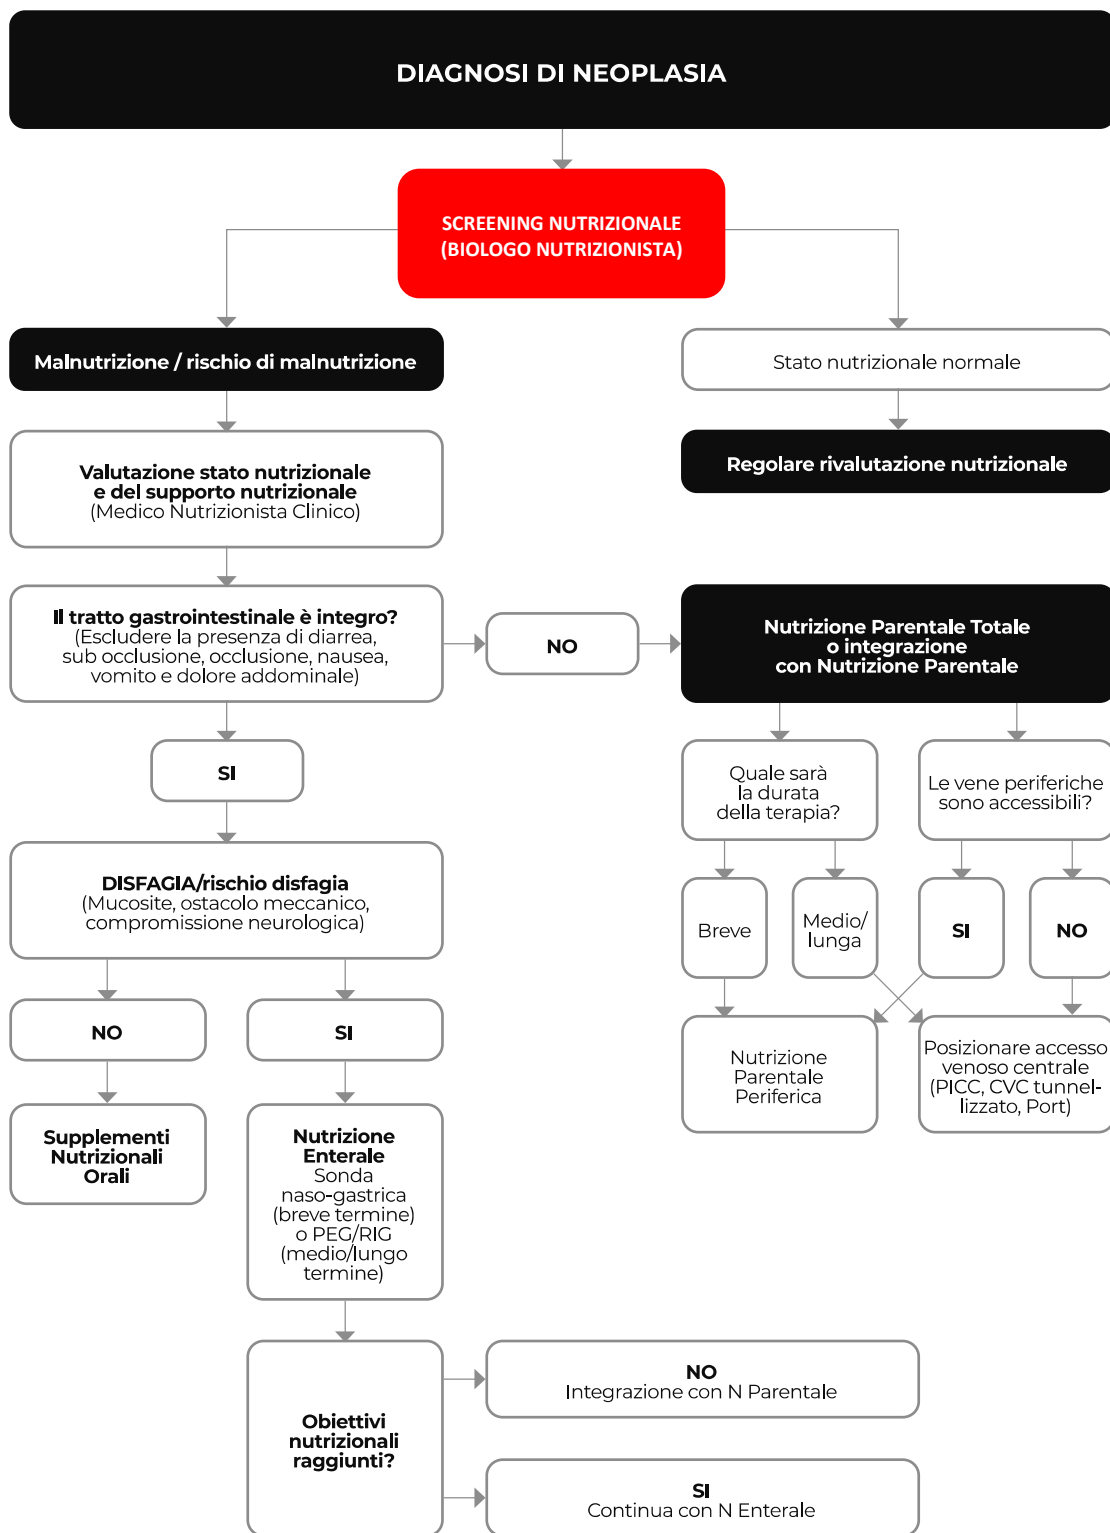 DIAGNOSI DI NEOPLASIA
SCREENING NUTRIZIONALE
(BIOLOGO NUTRIZIONISTA)
Malnutrizione / rischio di malnutrizione
Stato nutrizionale normale
Valutazione stato nutrizionale
e del supporto nutrizionale
(Medico Nutrizionista Clinico)
Regolare rivalutazione nutrizionale
Il tratto gastrointestinale è integro?
(Escludere la presenza di diarrea,
sub occlusione, occlusione, nausea,
vomito e dolore addominale)
NO
Nutrizione Parentale Totale
o integrazione
con Nutrizione Parentale
SI
Quale sarà
la durata
della terapia?
Le vene periferiche
sono accessibili?
DISFAGIA/rischio disfagia
(Mucosite, ostacolo meccanico,
compromissione neurologica)
Breve
Medio/
lunga
SI
NO
NO
SI
Nutrizione
Parentale
Periferica
Posizionare accesso
venoso centrale
(PICC, CVC tunnel-
lizzato, Port)
Supplementi
Nutrizionali
Orali
Nutrizione
Enterale
Sonda
naso-gastrica
(breve termine)
o PEG/RIG
(medio/lungo
termine)
Obiettivi
nutrizionali
raggiunti?
NO
Integrazione con N Parentale
SI
Continua con N Enterale